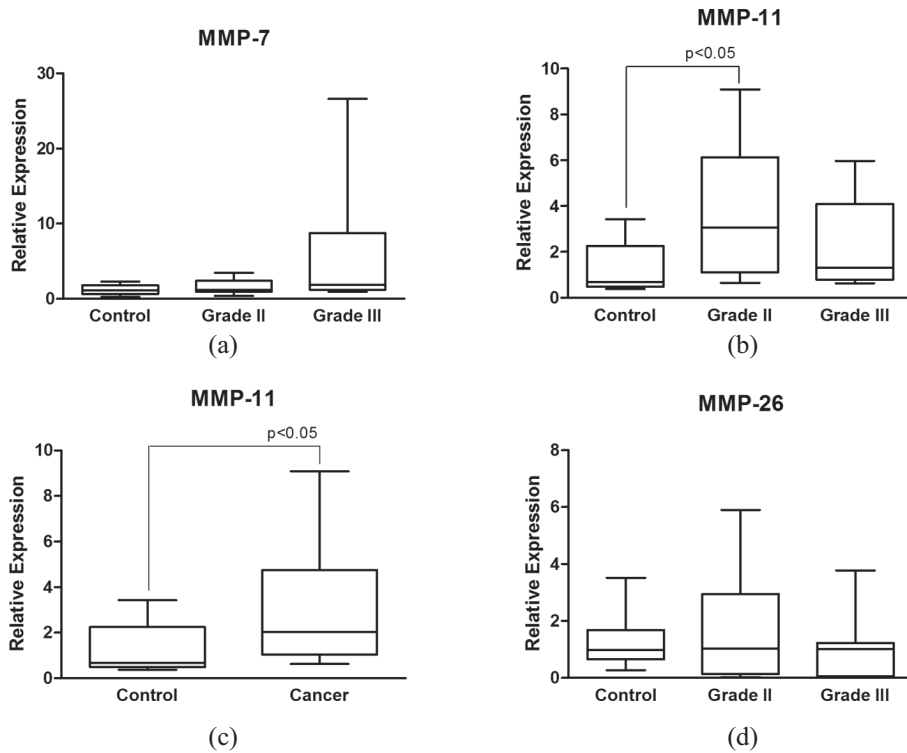 MMP-7
Relative Expression
30
20
10
0
Control Grade II Grade III
(a)
MMP-11
p<0.05
Relative Expression
10
8
6
4
2
0
Control Grade II Grade III
(b)
MMP-11
p<0.05
Relative Expression
10
8
6
4
2
0
Control Cancer
(c)
MMP-26
Relative Expression
8
6
4
2
0
Control Grade II Grade III
(d)